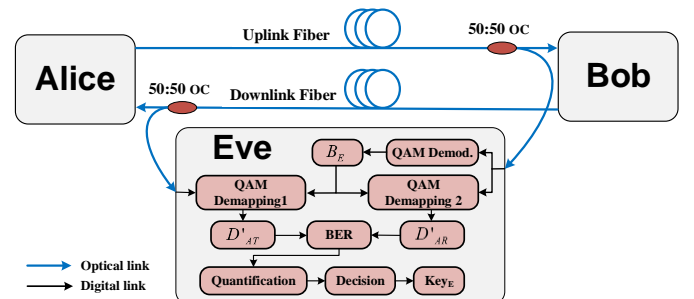 Uplink Fiber
50:50 OC
Alice
Bob
50:50 OC
Downlink Fiber
Eve
B_E
QAM Demod.
QAM
Demapping1
QAM
Demapping 2
D'_AT
BER
D'_AR
Optical link
Digital link
Quantification
Decision
Key_E